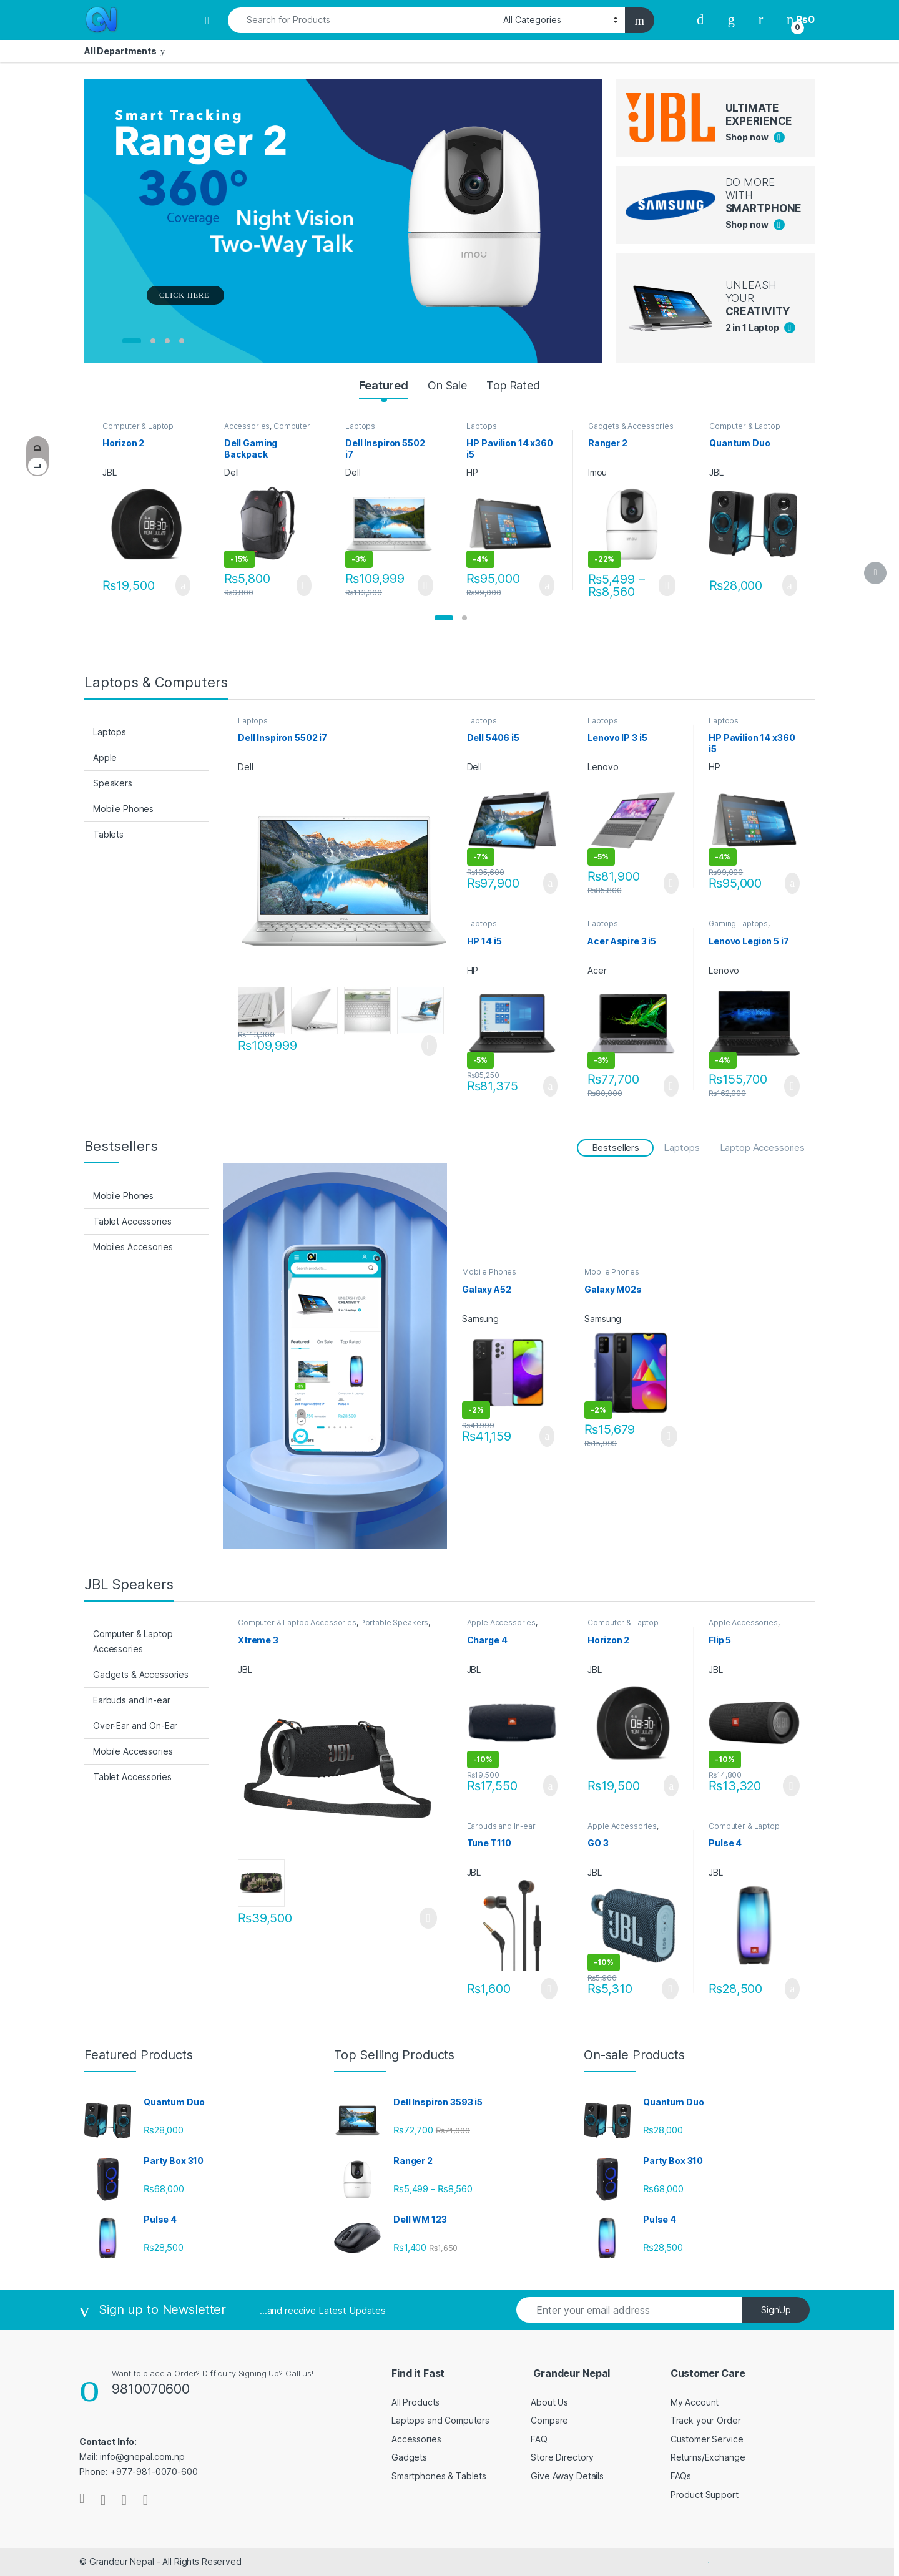 Search for Products
All Categories
m
d
g
r
n
₨0
0
All Departments
v
Smart Tracking
Ranger 2
360°
Coverage
Night Vision
Two-Way Talk
imou
CLICK HERE
JBL
ULTIMATE
EXPERIENCE
Shop now
SAMSUNG
DO MORE
WITH
SMARTPHONE
Shop now
UNLEASH
YOUR
CREATIVITY
2 in 1 Laptop
Featured
On Sale
Top Rated
D
L
Computer & Laptop
Horizon 2
JBL
₨19,500
Accessories, Computer
Dell Gaming
Backpack
Dell
-15%
₨5,800
₨6,800
Laptops
Dell Inspiron 5502
i7
Dell
-3%
₨109,999
₨113,300
Laptops
HP Pavilion 14 x360
i5
HP
-4%
₨95,000
₨99,000
Gadgets & Accessories
Ranger 2
Imou
-22%
₨5,499 –
₨8,560
Computer & Laptop
Quantum Duo
JBL
₨28,000
Laptops & Computers
Laptops
Apple
Speakers
Mobile Phones
Tablets
Laptops
Dell Inspiron 5502 i7
Dell
₨113,300
₨109,999
Laptops
Dell 5406 i5
Dell
-7%
₨105,600
₨97,900
Laptops
Lenovo IP 3 i5
Lenovo
-5%
₨81,900
₨85,800
Laptops
HP Pavilion 14 x360
i5
HP
-4%
₨99,000
₨95,000
Laptops
HP 14 i5
HP
-5%
₨85,250
₨81,375
Laptops
Acer Aspire 3 i5
Acer
-3%
₨77,700
₨80,000
Gaming Laptops,
Lenovo Legion 5 i7
Lenovo
-4%
₨155,700
₨162,000
Bestsellers
Bestsellers
Laptops
Laptop Accessories
Mobile Phones
Tablet Accessories
Mobiles Accesories
Search products
UNLEASH YOUR
CREATIVITY
Featured
On Sale
Top Rated
Mobile Phones
Galaxy A52
Samsung
-2%
₨41,999
₨41,159
Mobile Phones
Galaxy M02s
Samsung
-2%
₨15,679
₨15,999
JBL Speakers
Computer & Laptop
Accessories
Gadgets & Accessories
Earbuds and In-ear
Over-Ear and On-Ear
Mobile Accessories
Tablet Accessories
Computer & Laptop Accessories, Portable Speakers,
Xtreme 3
JBL
JBL
₨39,500
Apple Accessories,
Charge 4
JBL
-10%
₨19,500
₨17,550
Computer & Laptop
Horizon 2
JBL
₨19,500
Apple Accessories,
Flip 5
JBL
-10%
₨14,800
₨13,320
Earbuds and In-ear
Tune T110
JBL
₨1,600
Apple Accessories,
GO 3
JBL
JBL
-10%
₨5,900
₨5,310
Computer & Laptop
Pulse 4
JBL
₨28,500
Featured Products
Quantum Duo
₨28,000
Party Box 310
₨68,000
Pulse 4
₨28,500
Top Selling Products
Dell Inspiron 3593 i5
₨72,700 ₨74,000
Ranger 2
₨5,499 – ₨8,560
Dell WM 123
₨1,400 ₨1,650
On-sale Products
Quantum Duo
₨28,000
Party Box 310
₨68,000
Pulse 4
₨28,500
v
Sign up to Newsletter
...and receive Latest Updates
Enter your email address
SignUp
o
Want to place a Order? Difficulty Signing Up? Call us!
9810070600
Contact Info:
Mail: info@gnepal.com.np
Phone: +977-981-0070-600
Find it Fast
All Products
Laptops and Computers
Accessories
Gadgets
Smartphones & Tablets
Grandeur Nepal
About Us
Compare
FAQ
Store Directory
Give Away Details
Customer Care
My Account
Track your Order
Customer Service
Returns/Exchange
FAQs
Product Support
© Grandeur Nepal - All Rights Reserved